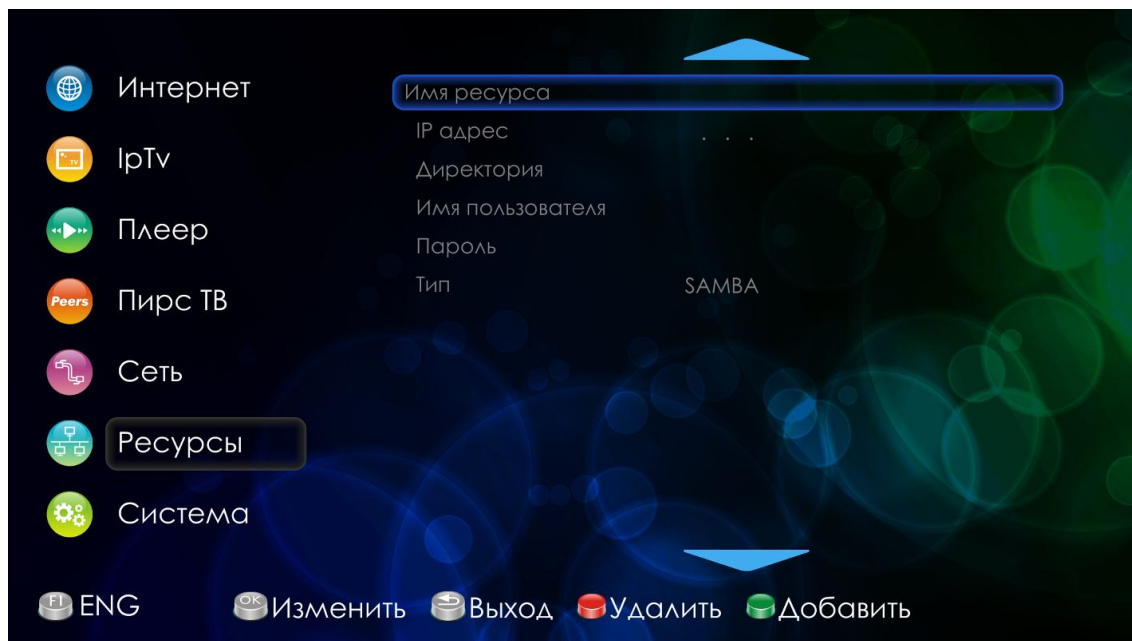 Интернет
IpTv
Плеер
Peers
Пирс ТВ
Сеть
Ресурсы
Система
Имя ресурса
IP адрес . . .
Директория
Имя пользователя
Пароль
Тип SAMBA
F1 ENG OK Изменить Выход Удалить Добавить